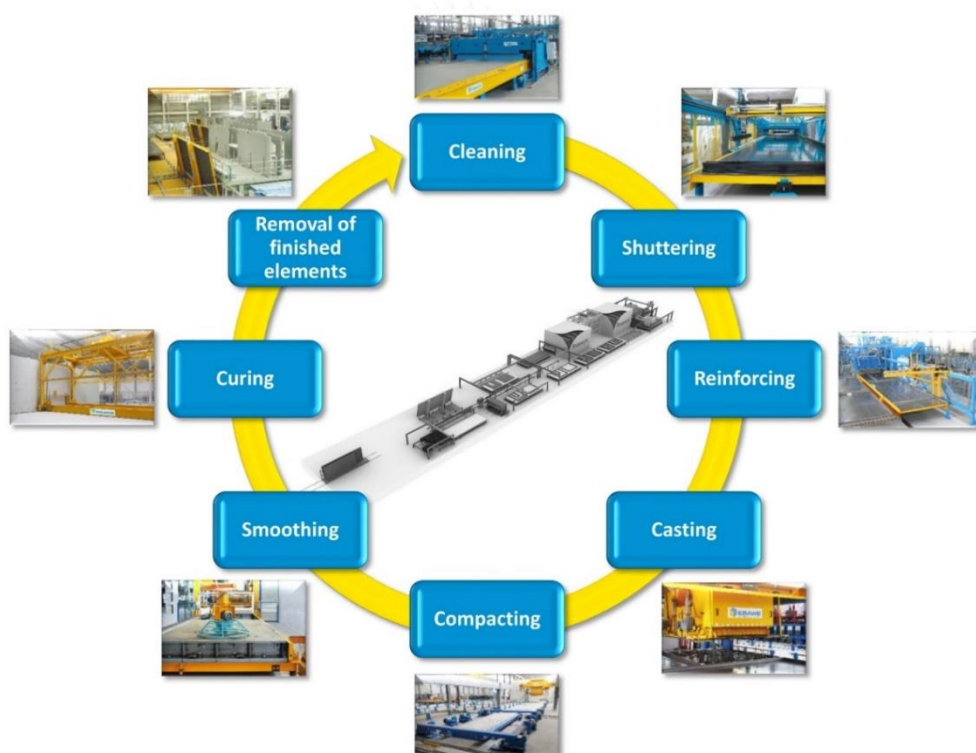 Cleaning
Shuttering
Reinforcing
Casting
Compacting
Smoothing
Curing
Removal of
finished
elements